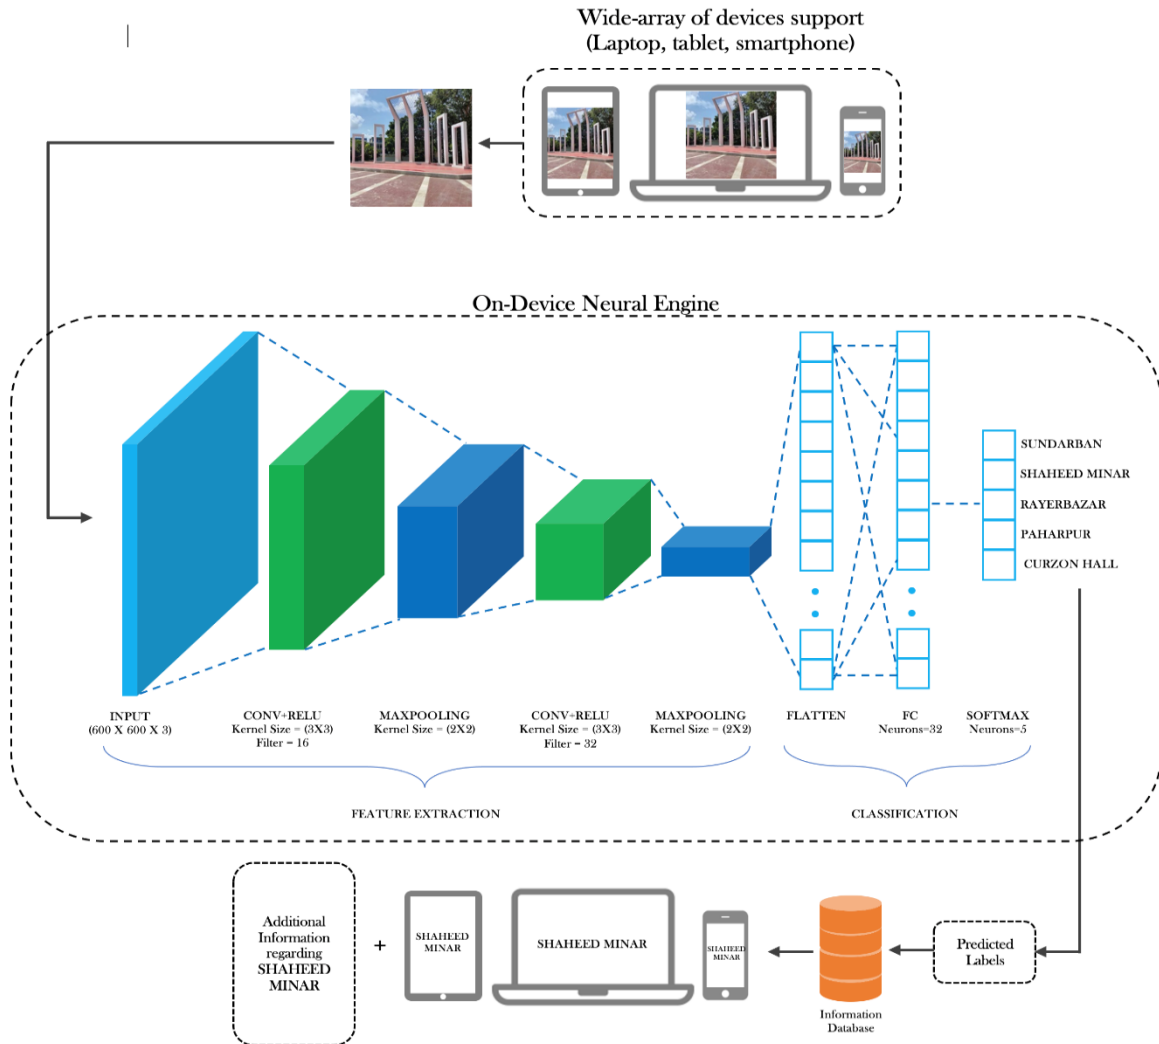 Wide-array of devices support
(Laptop, tablet, smartphone)
On-Device Neural Engine
SUNDARBAN
SHAHEED MINAR
RAYERBAZAR
PAHARPUR
CURZON HALL
INPUT
(600 X 600 X 3)
CONV+RELU
Kernel Size = (3X3)
Filter = 16
MAXPOOLING
Kernel Size = (2X2)
CONV+RELU
Kernel Size = (3X3)
Filter = 32
MAXPOOLING
Kernel Size = (2X2)
FLATTEN
FC
Neurons=32
SOFTMAX
Neurons=5
FEATURE EXTRACTION
CLASSIFICATION
Additional
Information
regarding
SHAHEED
MINAR
+
SHAHEED
MINAR
SHAHEED MINAR
SHAHEED
MINAR
Information
Database
Predicted
Labels